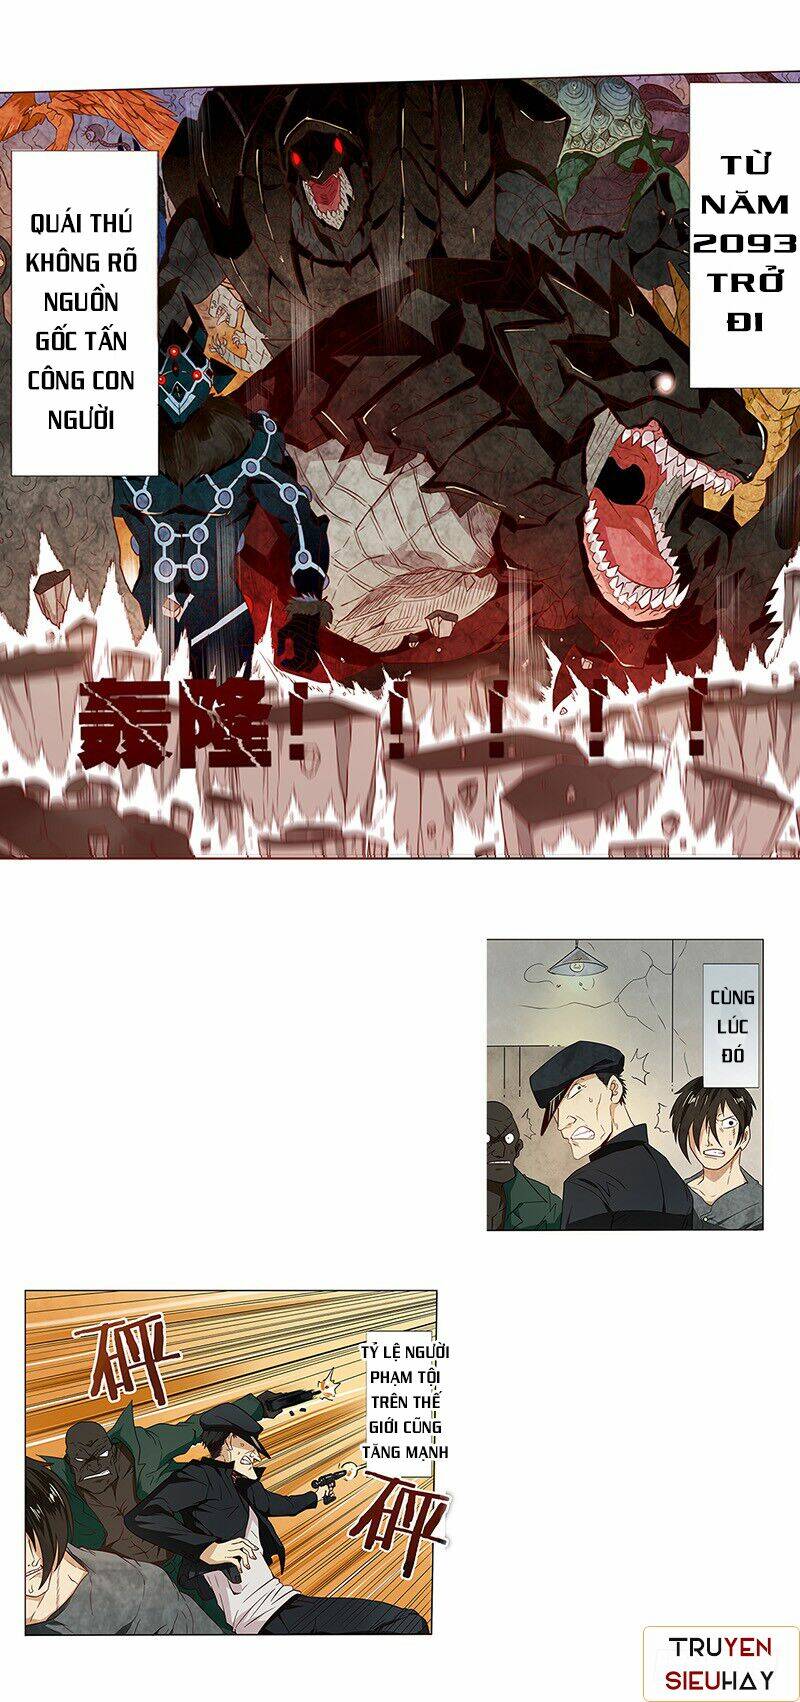 TỪ
NĂM
2093
TRỞ
ĐI
QUÁI THÚ
KHÔNG RÕ
NGUỒN
GỐC TẤN
CÔNG CON
NGƯỜI
轰隆!!!!!
CÙNG
LÚC
ĐÓ
砰
TỶ LỆ NGƯỜI
PHẠM TỘI
TRÊN THẾ
GIỚI CŨNG
TĂNG MẠNH
砰
TRUYEN
SIEUHAY